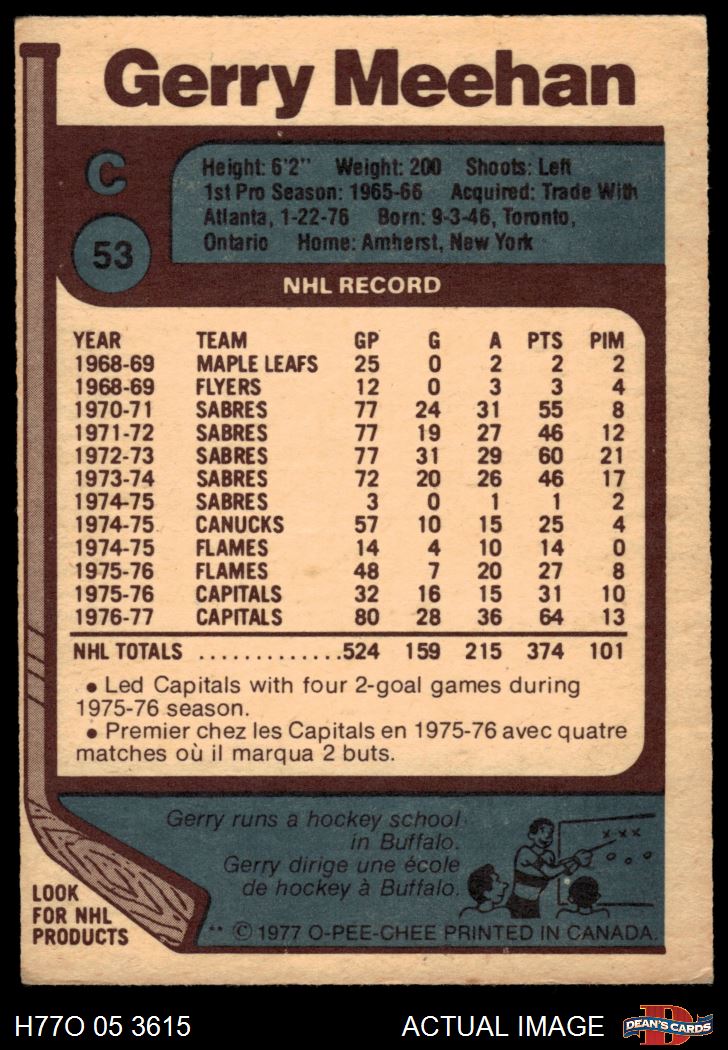 Gerry Meehan
C
Height: 6'2" Weight: 200 Shoots: Left
1st Pro Season: 1965-66 Acquired: Trade With
Atlanta, 1-22-76 Born: 9-3-46, Toronto,
Ontario Home: Amherst, New York
53
NHL RECORD
YEAR TEAM GP G A PTS PIM
1968-69 MAPLE LEAFS 25 0 2 2 2
1968-69 FLYERS 12 0 3 3 4
1970-71 SABRES 77 24 31 55 8
1971-72 SABRES 77 19 27 46 12
1972-73 SABRES 77 31 29 60 21
1973-74 SABRES 72 20 26 46 17
1974-75 SABRES 3 0 1 1 2
1974-75 CANUCKS 57 10 15 25 4
1974-75 FLAMES 14 4 10 14 0
1975-76 FLAMES 48 7 20 27 8
1975-76 CAPITALS 32 16 15 31 10
1976-77 CAPITALS 80 28 36 64 13
NHL TOTALS .............524 159 215 374 101
• Led Capitals with four 2-goal games during
1975-76 season.
• Premier chez les Capitals en 1975-76 avec quatre
matches où il marqua 2 buts.
Gerry runs a hockey school
in Buffalo.
Gerry dirige une école
de hockey à Buffalo.
LOOK
FOR NHL
PRODUCTS
** © 1977 O-PEE-CHEE PRINTED IN CANADA.
H77O 05 3615 ACTUAL IMAGE
D
DEAN'S CARDS